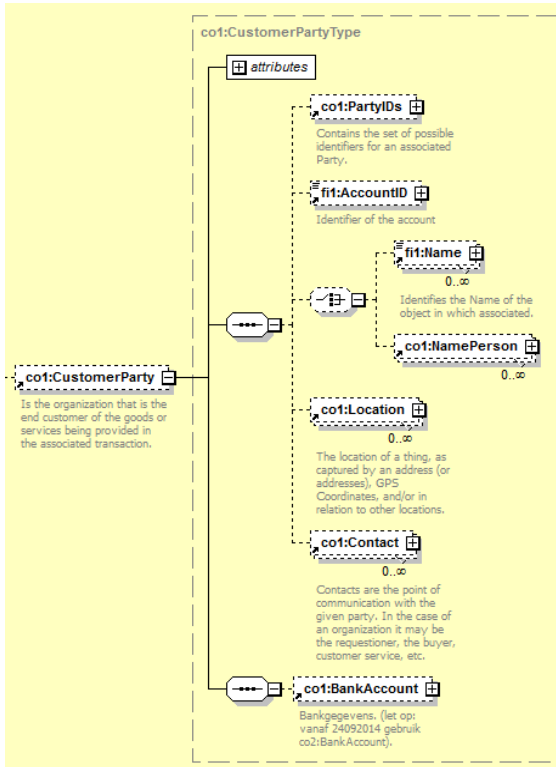 co1:CustomerPartyType
attributes
co1:PartyIDs
Contains the set of possible
identifiers for an associated
Party.
fi1:AccountID
Identifier of the account
fi1:Name
0..∞
Identifies the Name of the
object in which associated.
co1:NamePerson
0..∞
co1:CustomerParty
Is the organization that is the
end customer of the goods or
services being provided in
the associated transaction.
co1:Location
0..∞
The location of a thing, as
captured by an address (or
addresses), GPS
Coordinates, and/or in
relation to other locations.
co1:Contact
0..∞
Contacts are the point of
communication with the
given party. In the case of
an organization it may be
the requestioner, the buyer,
customer service, etc.
co1:BankAccount
Bankgegevens. (let op:
vanaf 24092014 gebruik
co2:BankAccount).